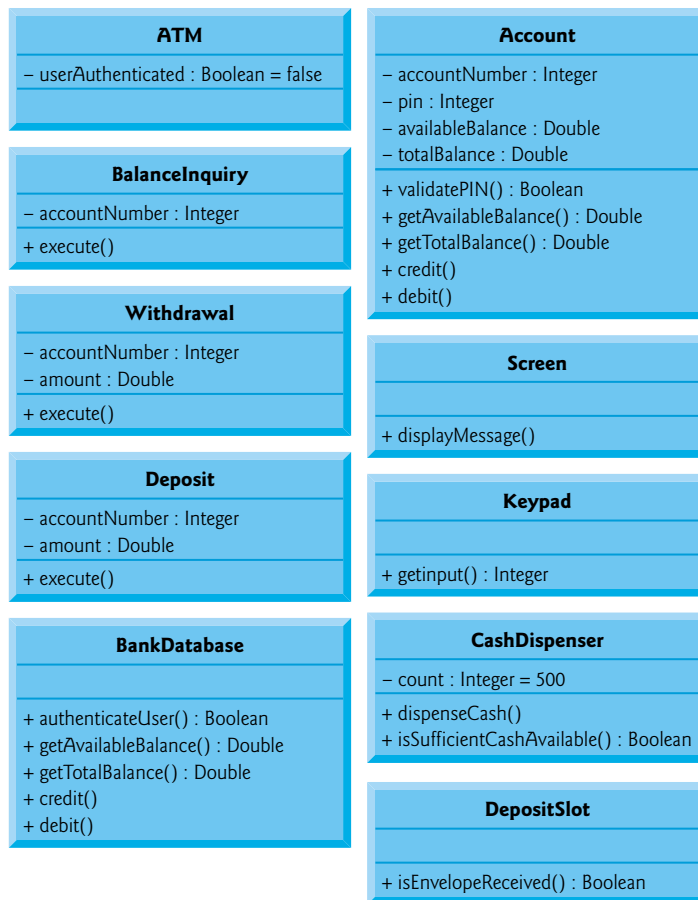 ATM
– userAuthenticated : Boolean = false
BalanceInquiry
– accountNumber : Integer
+ execute()
Withdrawal
– accountNumber : Integer
– amount : Double
+ execute()
Deposit
– accountNumber : Integer
– amount : Double
+ execute()
BankDatabase
+ authenticateUser() : Boolean
+ getAvailableBalance() : Double
+ getTotalBalance() : Double
+ credit()
+ debit()
Account
– accountNumber : Integer
– pin : Integer
– availableBalance : Double
– totalBalance : Double
+ validatePIN() : Boolean
+ getAvailableBalance() : Double
+ getTotalBalance() : Double
+ credit()
+ debit()
Screen
+ displayMessage()
Keypad
+ getinput() : Integer
CashDispenser
– count : Integer = 500
+ dispenseCash()
+ isSufficientCashAvailable() : Boolean
DepositSlot
+ isEnvelopeReceived() : Boolean